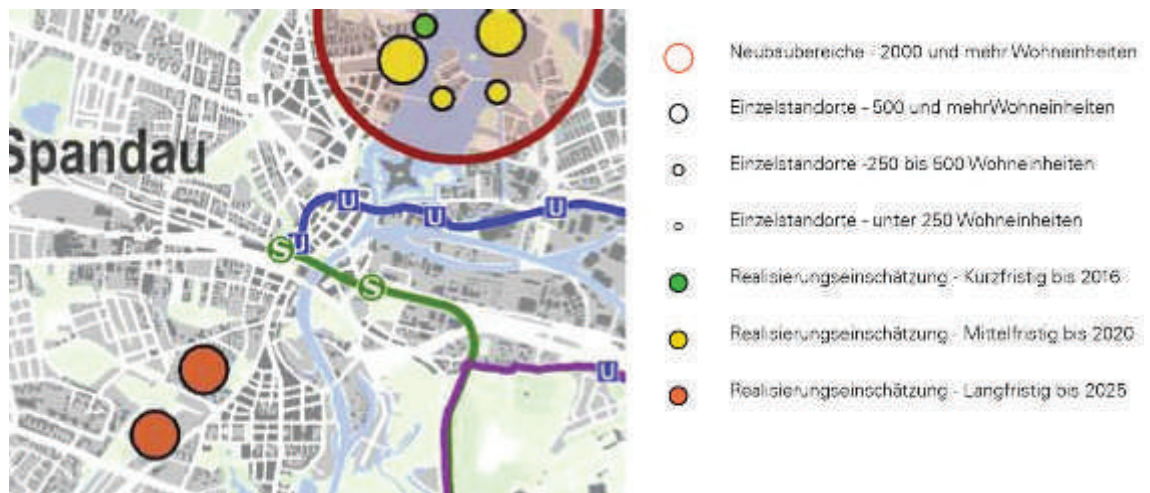 Spandau
U
U
U
U
S
S
U
Neubaubereiche - 2000 und mehr Wohneinheiten
Einzelstandorte - 500 und mehrWohneinheiten
Einzelstandorte -250 bis 500 Wohneinheiten
Einzelstandorte - unter 250 Wohneinheiten
Realisierungseinschätzung - Kurzfristig bis 2016
Realisierungseinschätzung - Mittelfristig bis 2020
Realisierungseinschätzung - Langfristig bis 2025